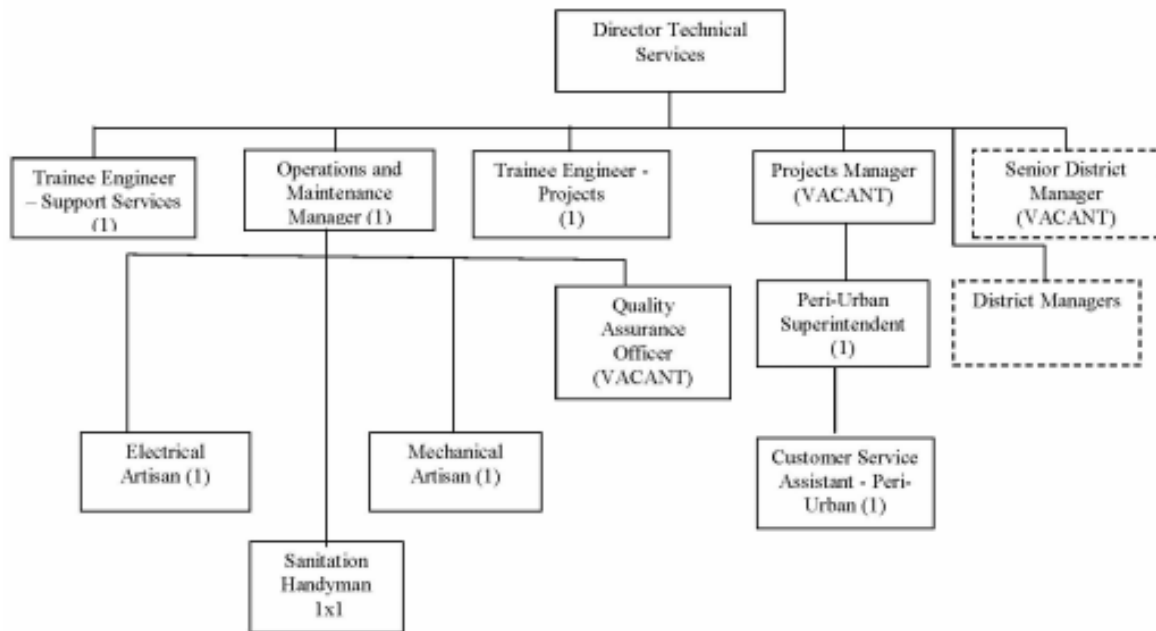 Director Technical
Services
Trainee Engineer
– Support Services
(1)
Operations and
Maintenance
Manager (1)
Trainee Engineer -
Projects
(1)
Projects Manager
(VACANT)
Senior District
Manager
(VACANT)
Quality
Assurance
Officer
(VACANT)
Peri-Urban
Superintendent
(1)
District Managers
Electrical
Artisan (1)
Mechanical
Artisan (1)
Customer Service
Assistant - Peri-
Urban (1)
Sanitation
Handyman
1x1